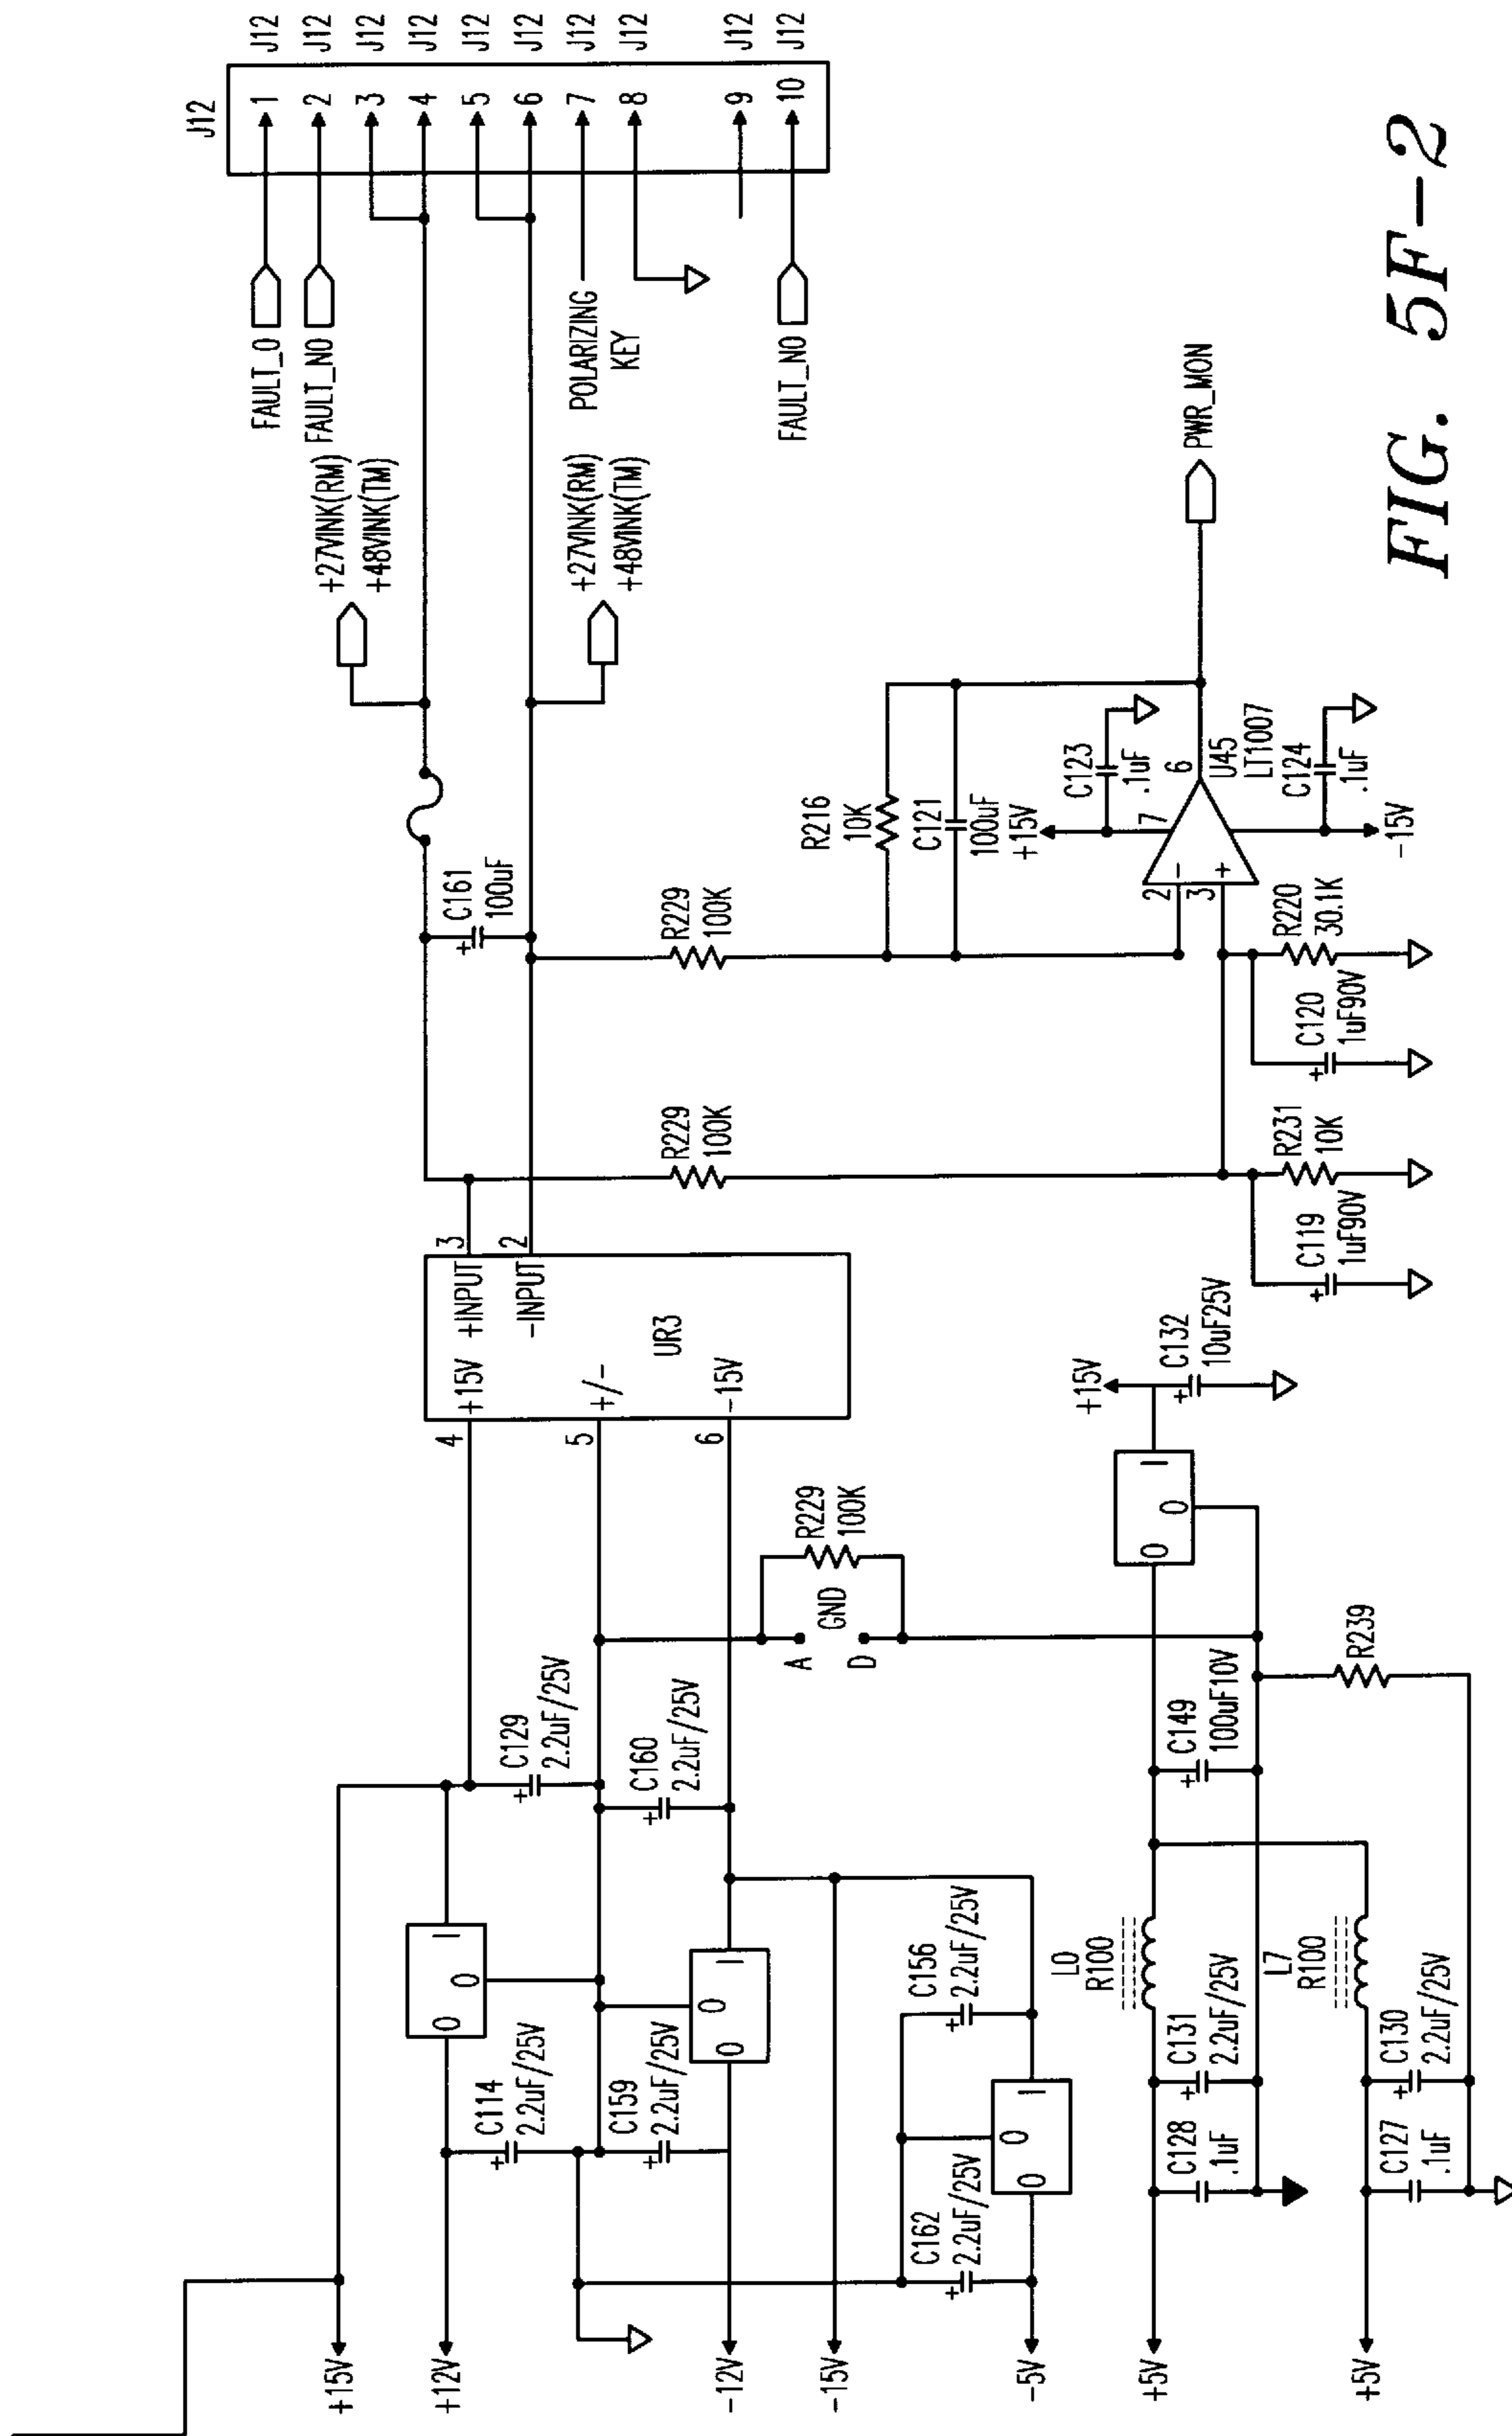 J12
1 J12
2 J12
3 J12
4 J12
5 J12
6 J12
7 J12
8 J12
9 J12
10 J12
FAULT_O
FAULT_NO
+27VINK(RM)
+48VINK(TM)
POLARIZING
KEY
+27VINK(RM)
+48VINK(TM)
FAULT_NO
C161
100uF
+
R229
100K
R229
100K
R216
10K
C121
100uF
+15V
C123
.1uF
7
6
2 -
3 +
U45
LT1007
C124
.1uF
-15V
PWR_MON
R220
30.1K
C120
1uF90V
+
R231
10K
C119
1uF90V
+
3
+INPUT
2
-INPUT
+15V
4
+/-
5
UR3
-15V
6
+15V
C132
10uF25V
+
I
O
O
R229
100K
GND
A
D
R239
C129
2.2uF/25V
+
C160
2.2uF/25V
+
C149
100uF10V
+
I
O
O
I
O
O
C114
2.2uF/25V
+
C159
2.2uF/25V
+
C156
2.2uF/25V
+
I
O
O
C162
2.2uF/25V
+
L0
R100
C131
2.2uF/25V
+
C128
.1uF
L7
R100
C130
2.2uF/25V
+
C127
.1uF
+15V
+12V
-12V
-15V
-5V
+5V
+5V
FIG. 5F-2